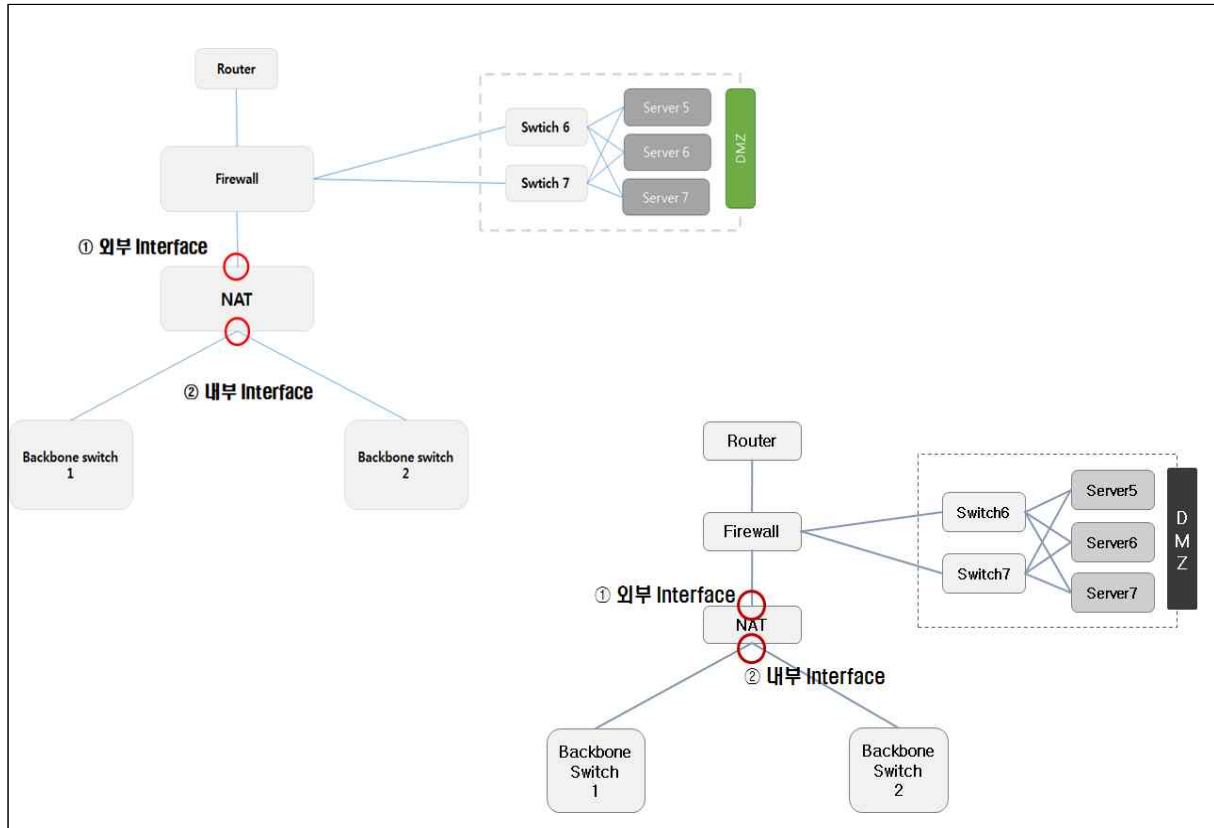 Router
Firewall
Swtich 6
Swtich 7
Server 5
Server 6
Server 7
DMZ
① 외부 Interface
NAT
② 내부 Interface
Backbone switch
1
Backbone switch
2
Router
Firewall
Switch6
Switch7
Server5
Server6
Server7
D
M
Z
① 외부 Interface
NAT
② 내부 Interface
Backbone
Switch
1
Backbone
Switch
2